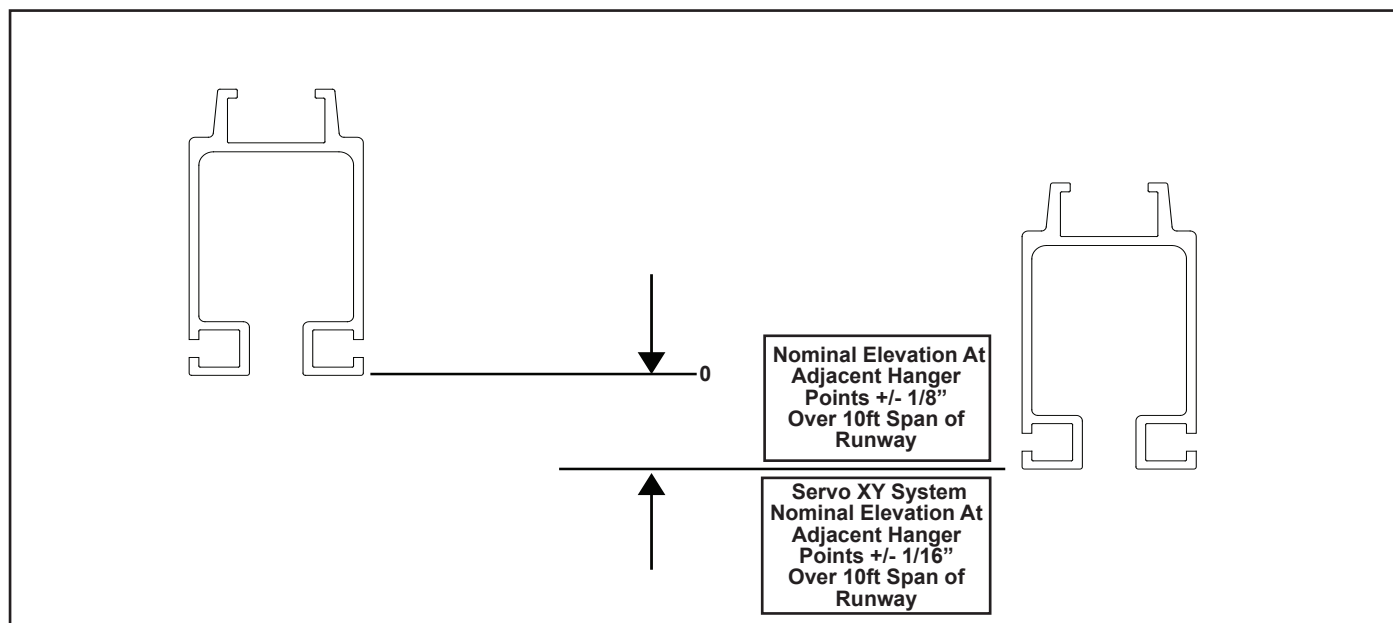 0
Nominal Elevation At
Adjacent Hanger
Points +/- 1/8”
Over 10ft Span of
Runway
Servo XY System
Nominal Elevation At
Adjacent Hanger
Points +/- 1/16”
Over 10ft Span of
Runway